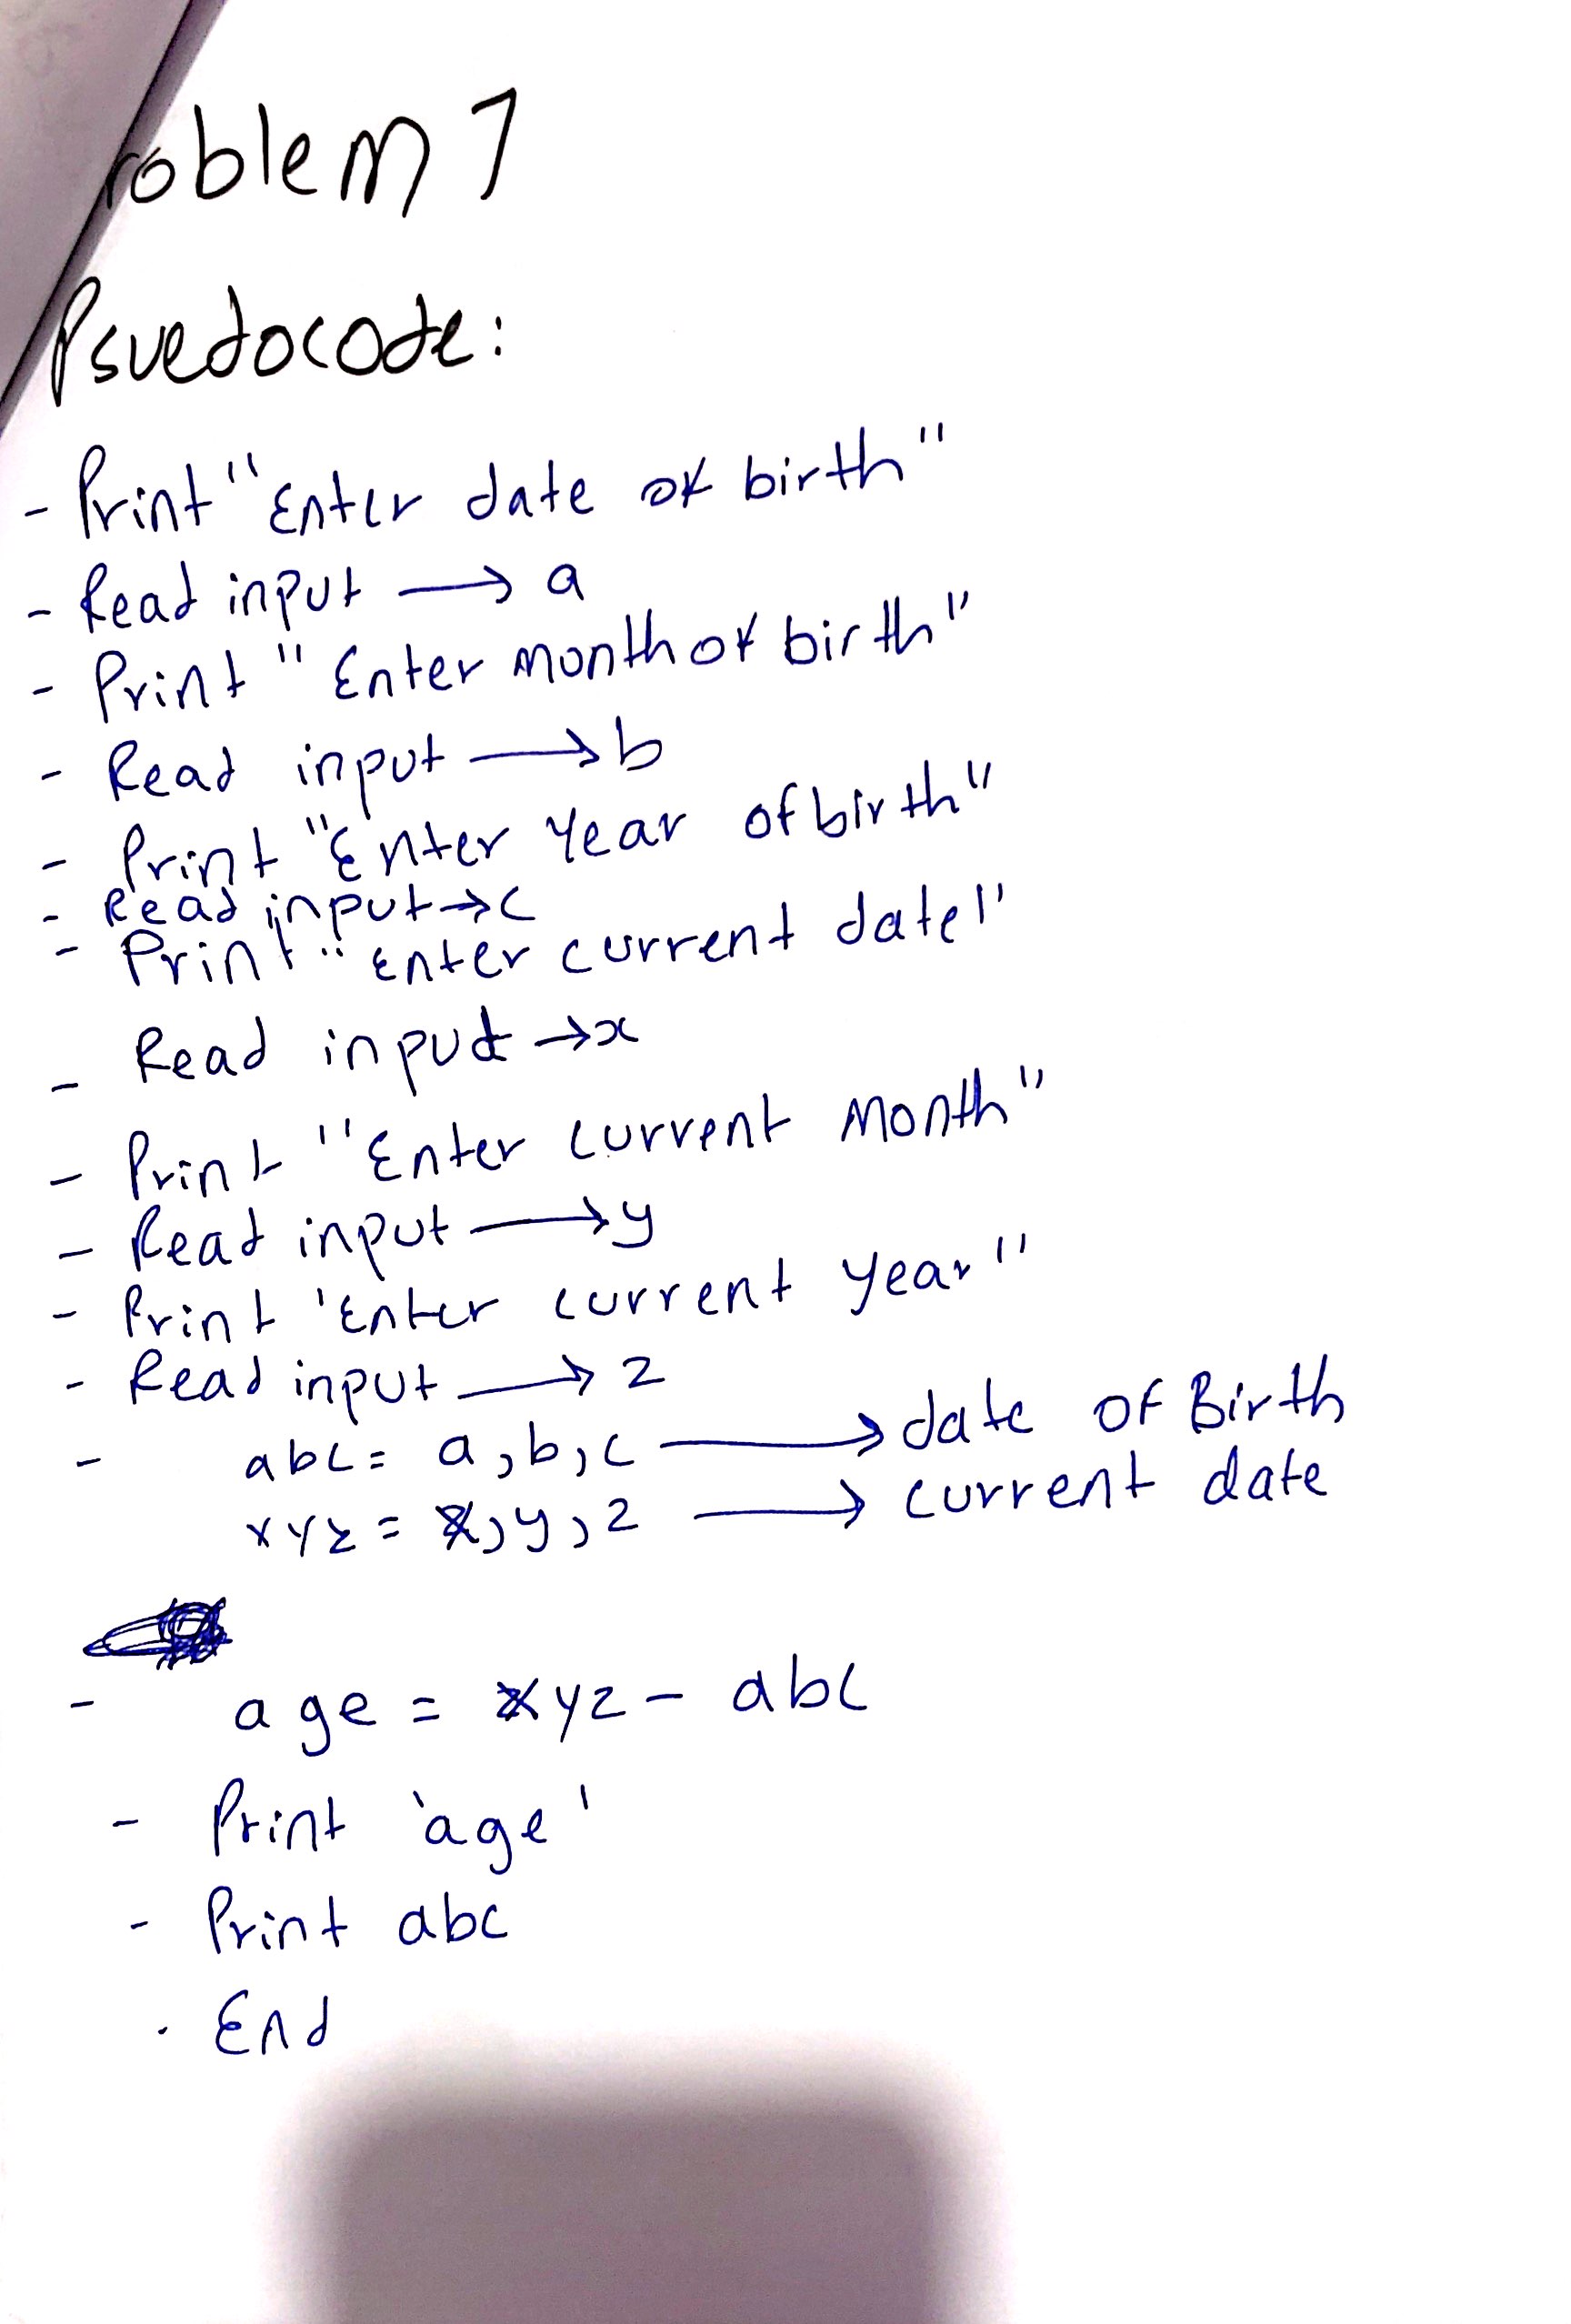 roblem 7
Psuedocode:
- Print "Enter date of birth"
- Read input → a
- Print "Enter month of birth"
- Read input → b
- Print "Enter Year of birth"
- Read input → c
- Print "Enter current date"
- Read input → x
- Print "Enter current Month"
- Read input → y
- Print 'Enter current year"
- Read input → z
- abc = a, b, c → date of Birth
xyz = x, y, z → current date
- age = xyz - abc
- Print 'age'
- Print abc
. End